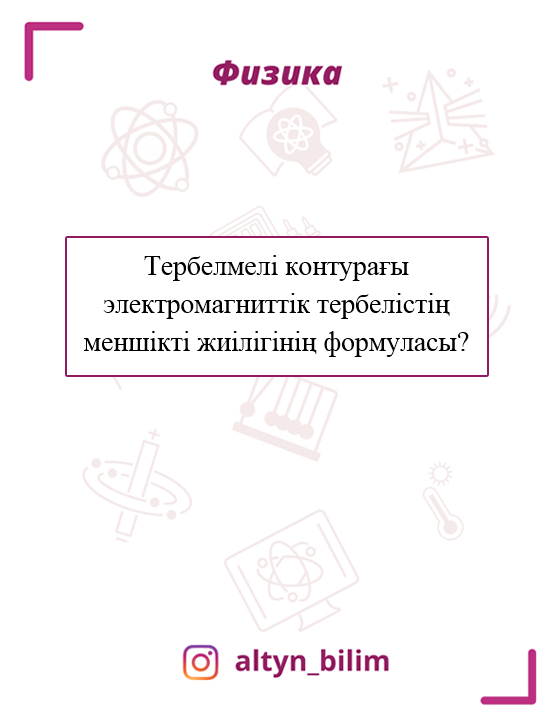 Физика
Тербелмелі контурағы
электромагниттік тербелістің
меншікті жиілігінің формуласы?
altyn_bilim